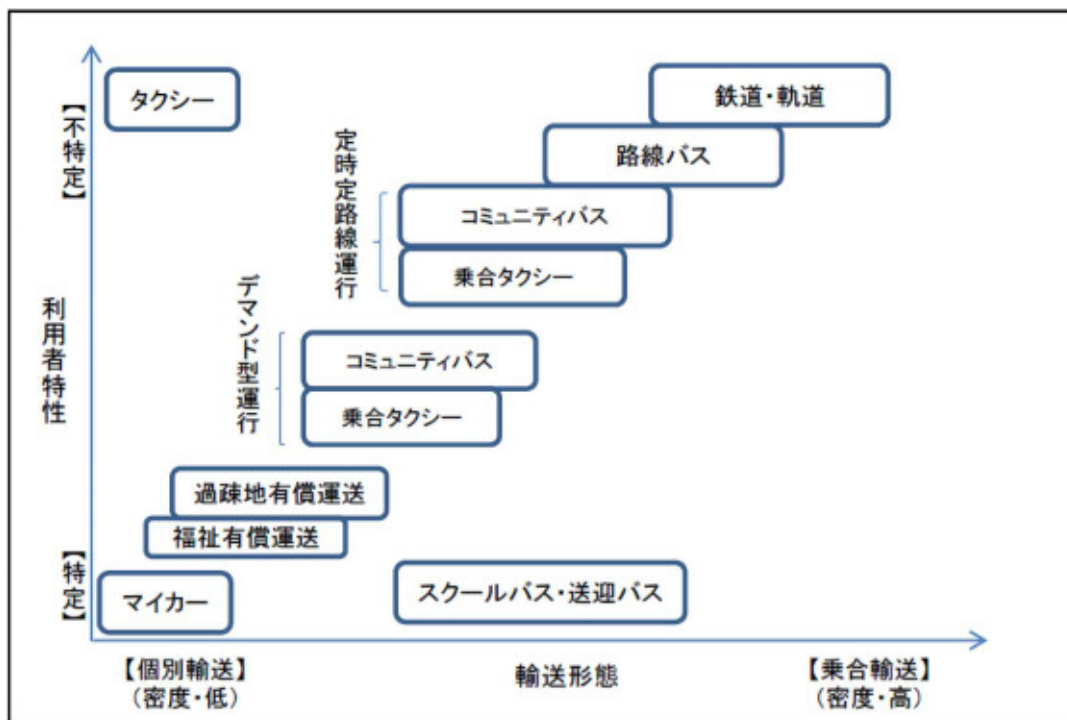 タクシー
鉄道・軌道
路線バス
【不特定】
定時定路線運行
コミュニティバス
乗合タクシー
利用者特性
デマンド型運行
コミュニティバス
乗合タクシー
過疎地有償運送
福祉有償運送
【特定】
マイカー
スクールバス・送迎バス
【個別輸送】
(密度・低)
輸送形態
【乗合輸送】
(密度・高)